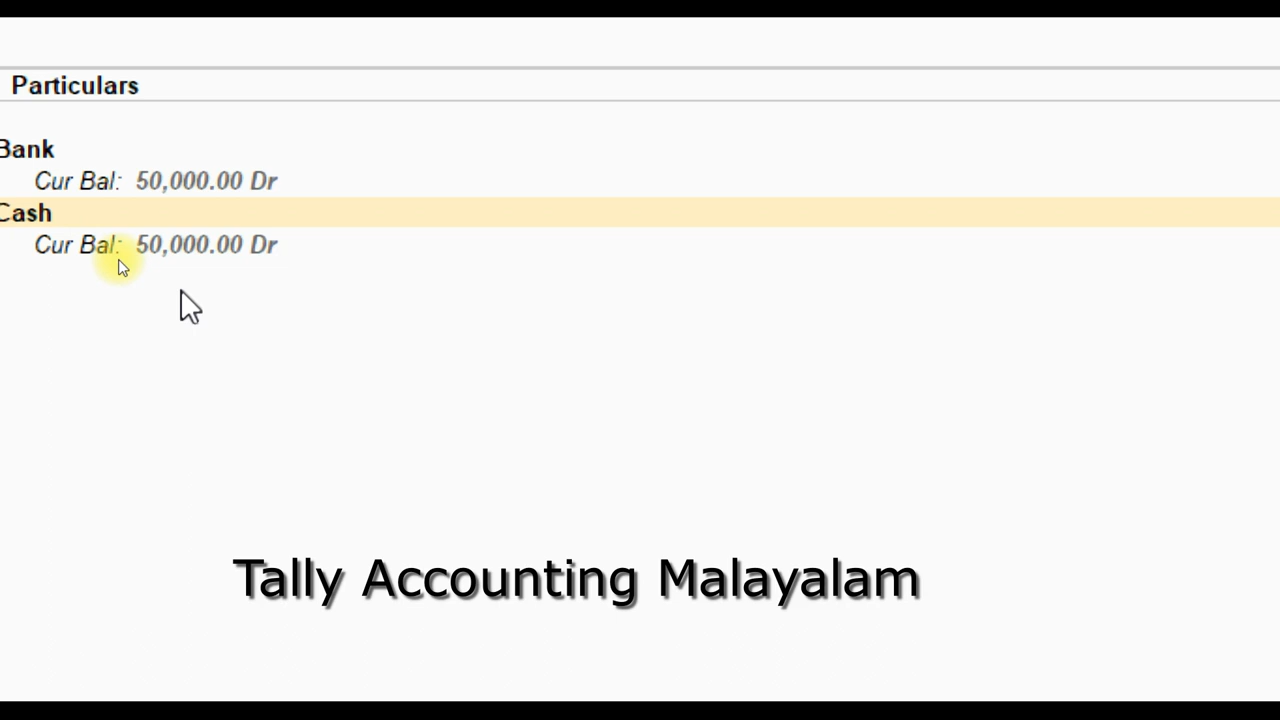 Particulars
Bank
Cur Bal: 50,000.00 Dr
Cash
Cur Bal: 50,000.00 Dr
Tally Accounting Malayalam